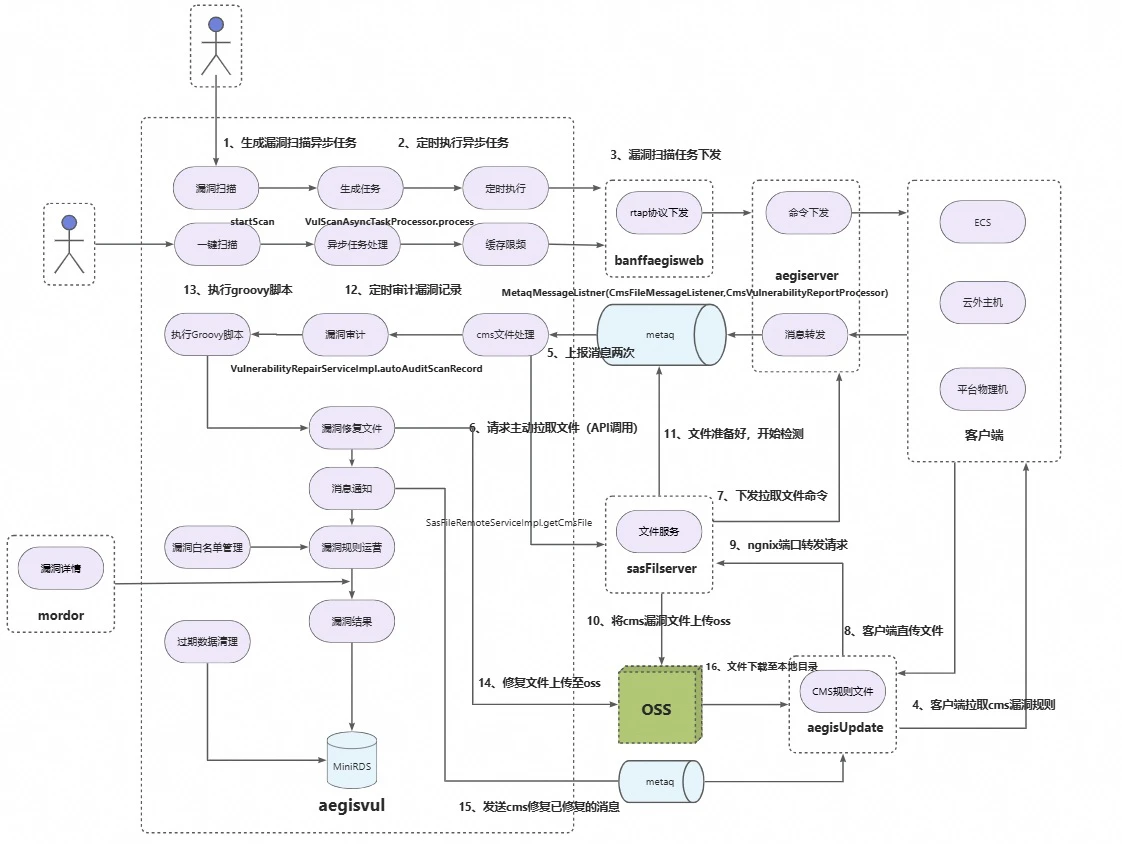 1、生成漏洞扫描异步任务
2、定时执行异步任务
3、漏洞扫描任务下发
漏洞扫描
生成任务
定时执行
rtap协议下发
命令下发
ECS
startScan
VulScanAsyncTaskProcessor.process
一键扫描
异步任务处理
缓存限频
banffaegisweb
aegiserver
13、执行groovy脚本
12、定时审计漏洞记录
MetaqMessageListner(CmsFileMessageListener,CmsVulnerabilityReportProcessor)
云外主机
执行Groovy脚本
漏洞审计
cms文件处理
metaq
消息转发
5、上报消息两次
VulnerabilityRepairServiceImpl.autoAuditScanRecord
平台物理机
客户端
漏洞修复文件
6、请求主动拉取文件（API调用）
11、文件准备好，开始检测
消息通知
7、下发拉取文件命令
SasFileRemoteServiceImpl.getCmsFile
文件服务
漏洞白名单管理
漏洞规则运营
9、ngnix端口转发请求
漏洞详情
sasFilserver
mordor
漏洞结果
10、将cms漏洞文件上传oss
8、客户端直传文件
过期数据清理
16、文件下载至本地目录
14、修复文件上传至oss
CMS规则文件
OSS
4、客户端拉取cms漏洞规则
aegisUpdate
MiniRDS
metaq
aegisvul
15、发送cms修复已修复的消息